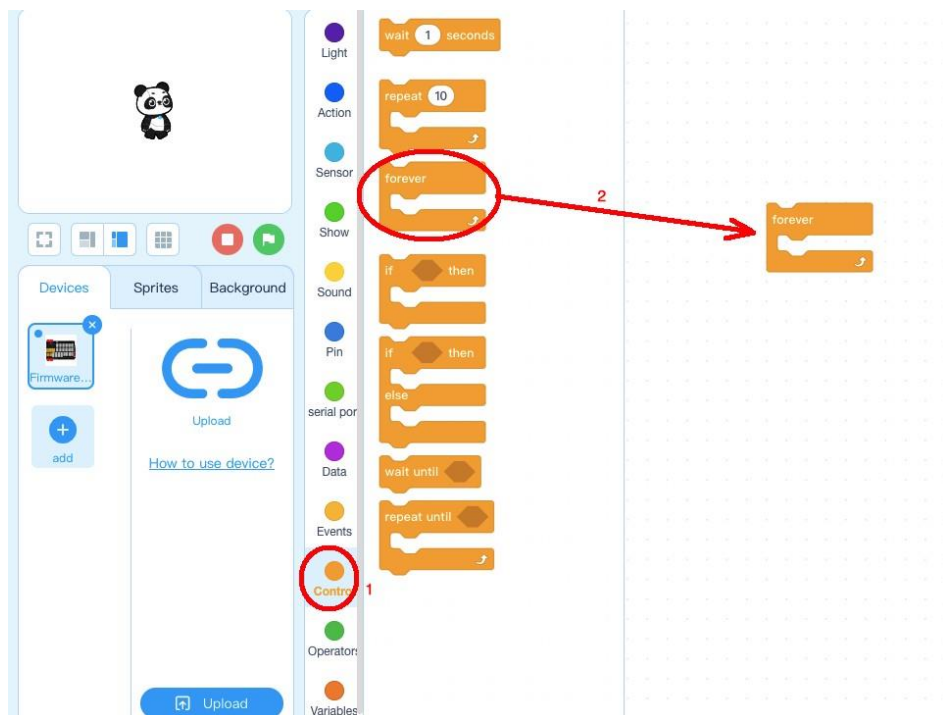 Light
Action
Sensor
Show
Sound
Pin
serial por
Data
Events
Contro
Operators
Variables
wait 1 seconds
repeat 10
forever
if then
if then
else
wait until
repeat until
1
2
forever
Devices
Sprites
Background
Firmware...
add
Upload
How to use device?
Upload